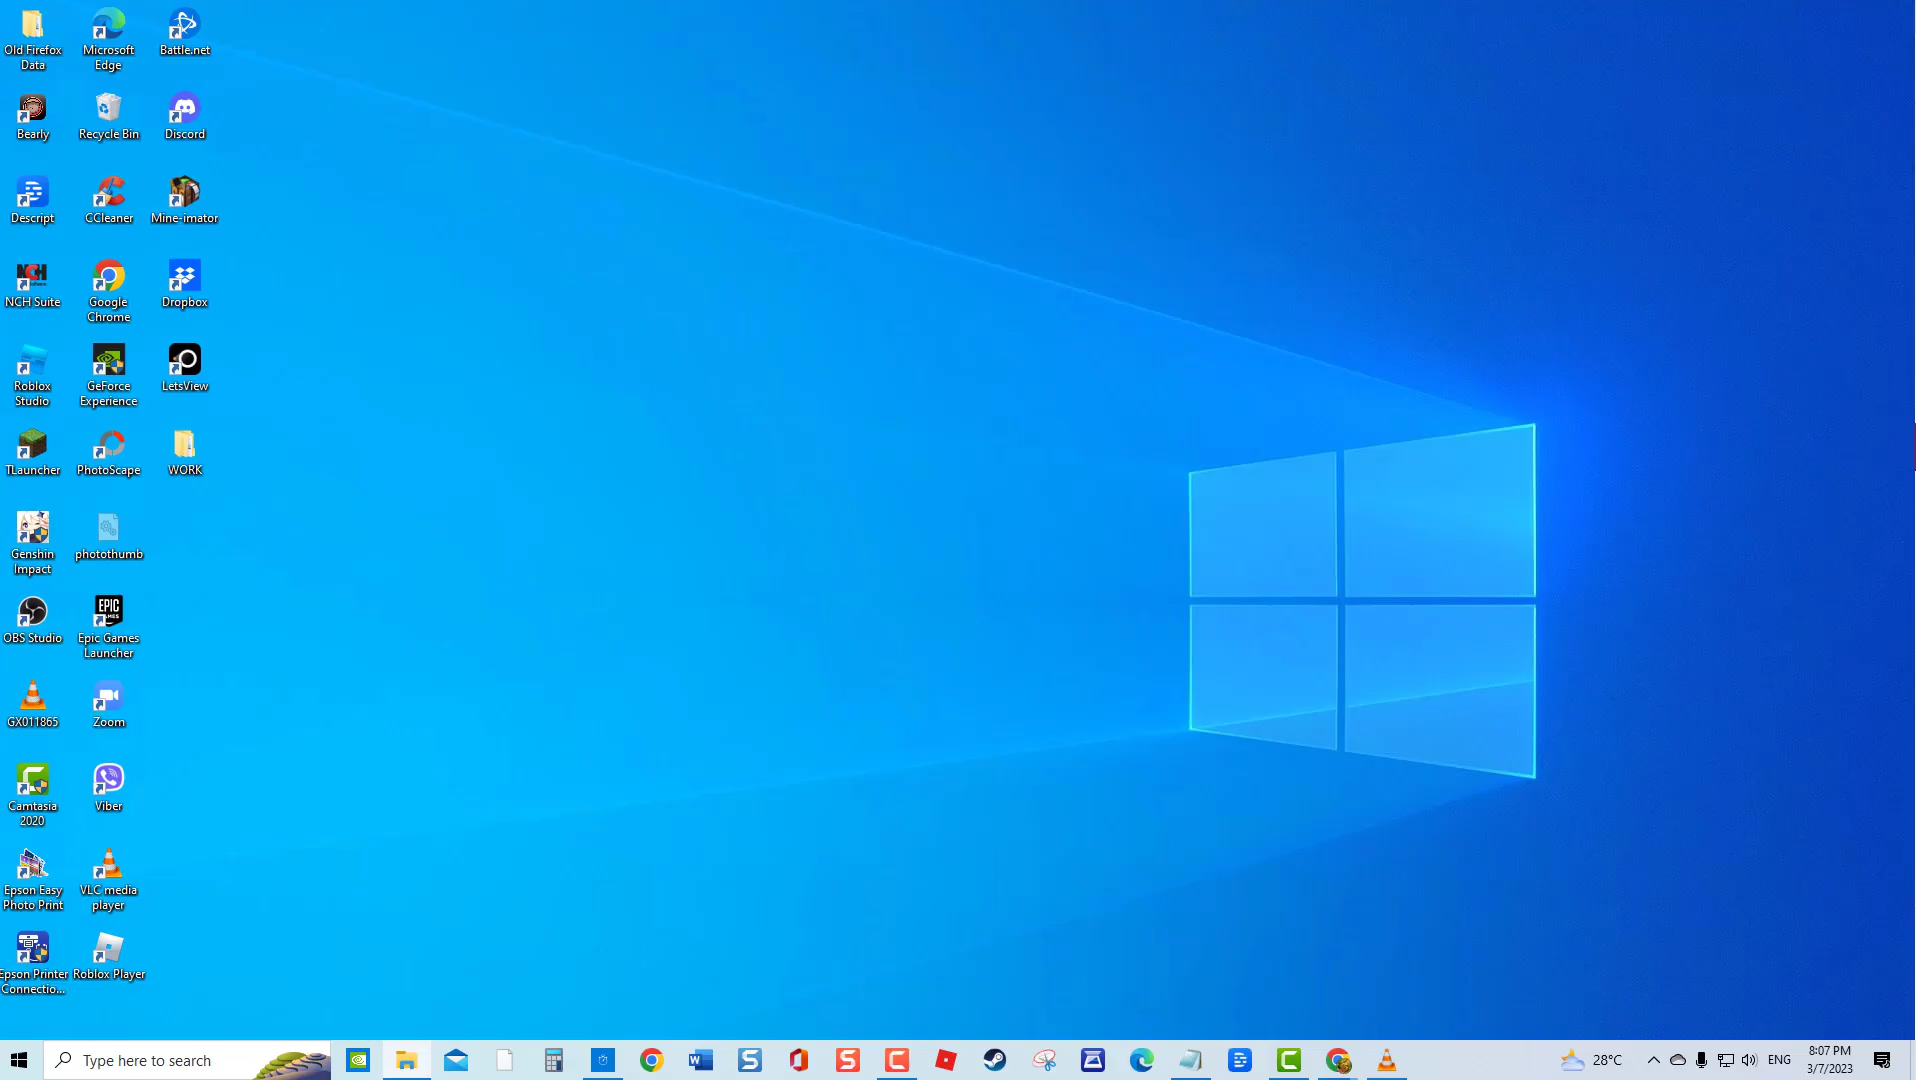 Old Firefox
Data
Microsoft
Edge
Battle.net
Bearly
Recycle Bin
Discord
Descript
CCleaner
Mine-imator
NCH Suite
Google
Chrome
Dropbox
Roblox
Studio
GeForce
Experience
LetsView
TLauncher
PhotoScape
WORK
Genshin
Impact
photothumb
OBS Studio
EPIC
Epic Games
Launcher
GX011865
Zoom
Camtasia
2020
Viber
Epson Easy
Photo Print
VLC media
player
Epson Printer
Connectio...
Roblox Player
Type here to search
28°C
ENG
8:07 PM
3/7/2023